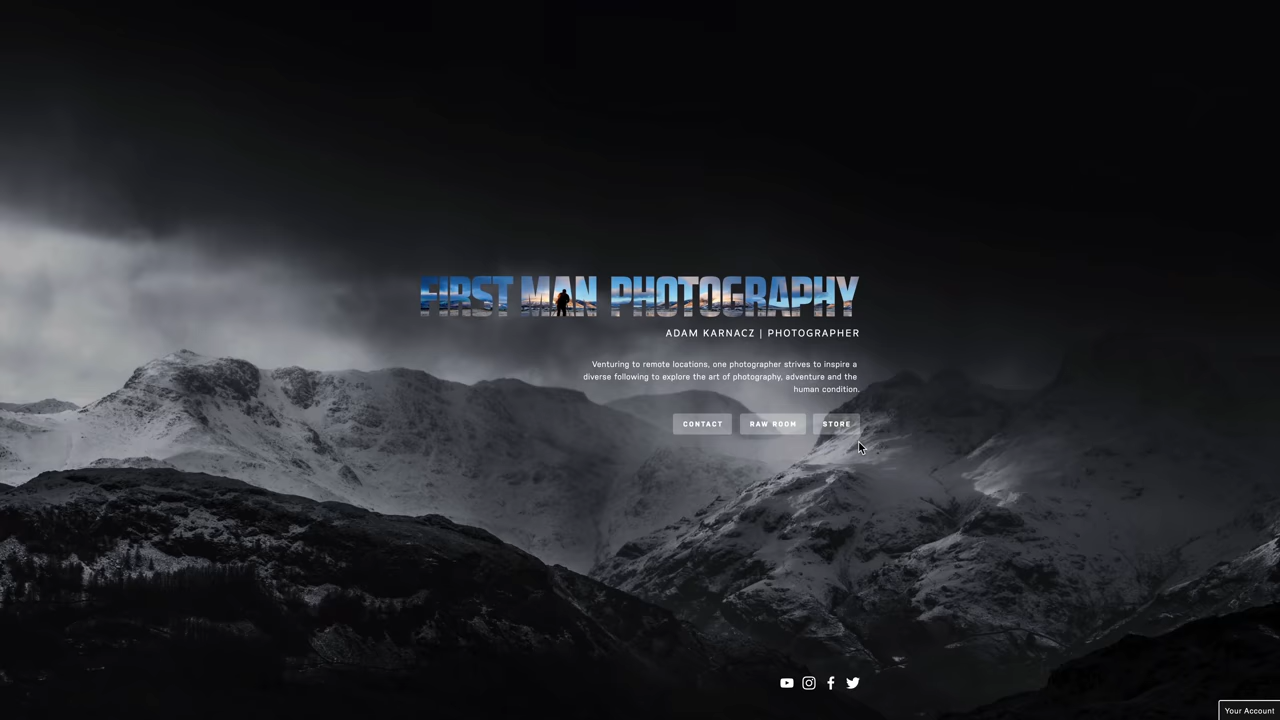 FIRST MAN PHOTOGRAPHY
ADAM KARNACZ | PHOTOGRAPHER
Venturing to remote locations, one photographer strives to inspire a
diverse following to explore the art of photography, adventure and the
human condition.
CONTACT
RAW ROOM
STORE
Your Account